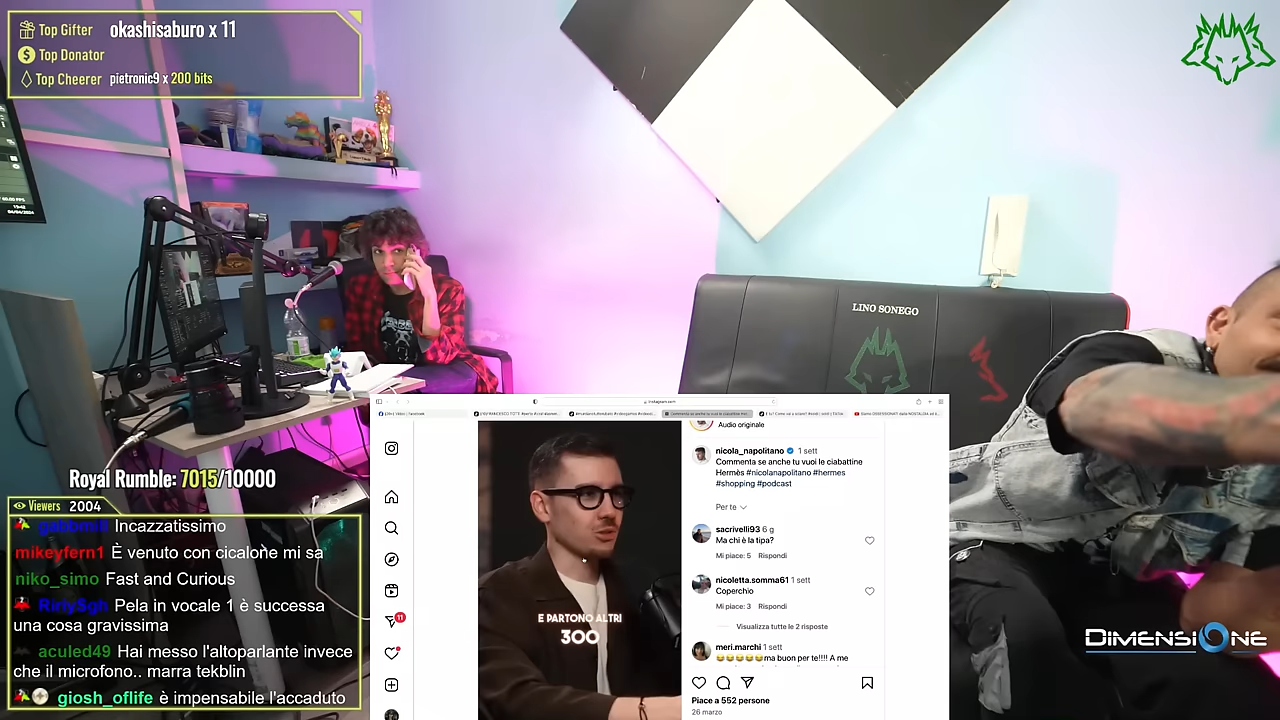 Top Gifter okashisaburo x 11
Top Donator
Top Cheerer pietronic9 x 200 bits
LINO SONEGO
Royal Rumble: 7015/10000
Viewers 2004
gabbmill Incazzatissimo
mikeyfern1 È venuto con cicalone mi sa
niko_simo Fast and Curious
RirlySgh Pela in vocale 1 è successa
una cosa gravissima
aculed49 Hai messo l'altoparlante invece
che il microfono.. marra tekblin
giosh_oflife è impensabile l'accaduto
instagram.com
11
E PARTONO ALTRI
300
Audio originale
nicola_napolitano 1 sett
Commenta se anche tu vuoi le ciabattine
Hermès #nicolanapolitano #hermes
#shopping #podcast
Per te
sacrivelli93 6 g
Ma chi è la tipa?
Mi piace: 5 Rispondi
nicoletta.somma61 1 sett
Coperchio
Mi piace: 3 Rispondi
Visualizza tutte le 2 risposte
meri.marchi 1 sett
😂😂😂😂😂ma buon per te!!!! A me
Piace a 552 persone
26 marzo
DIMENSIONE